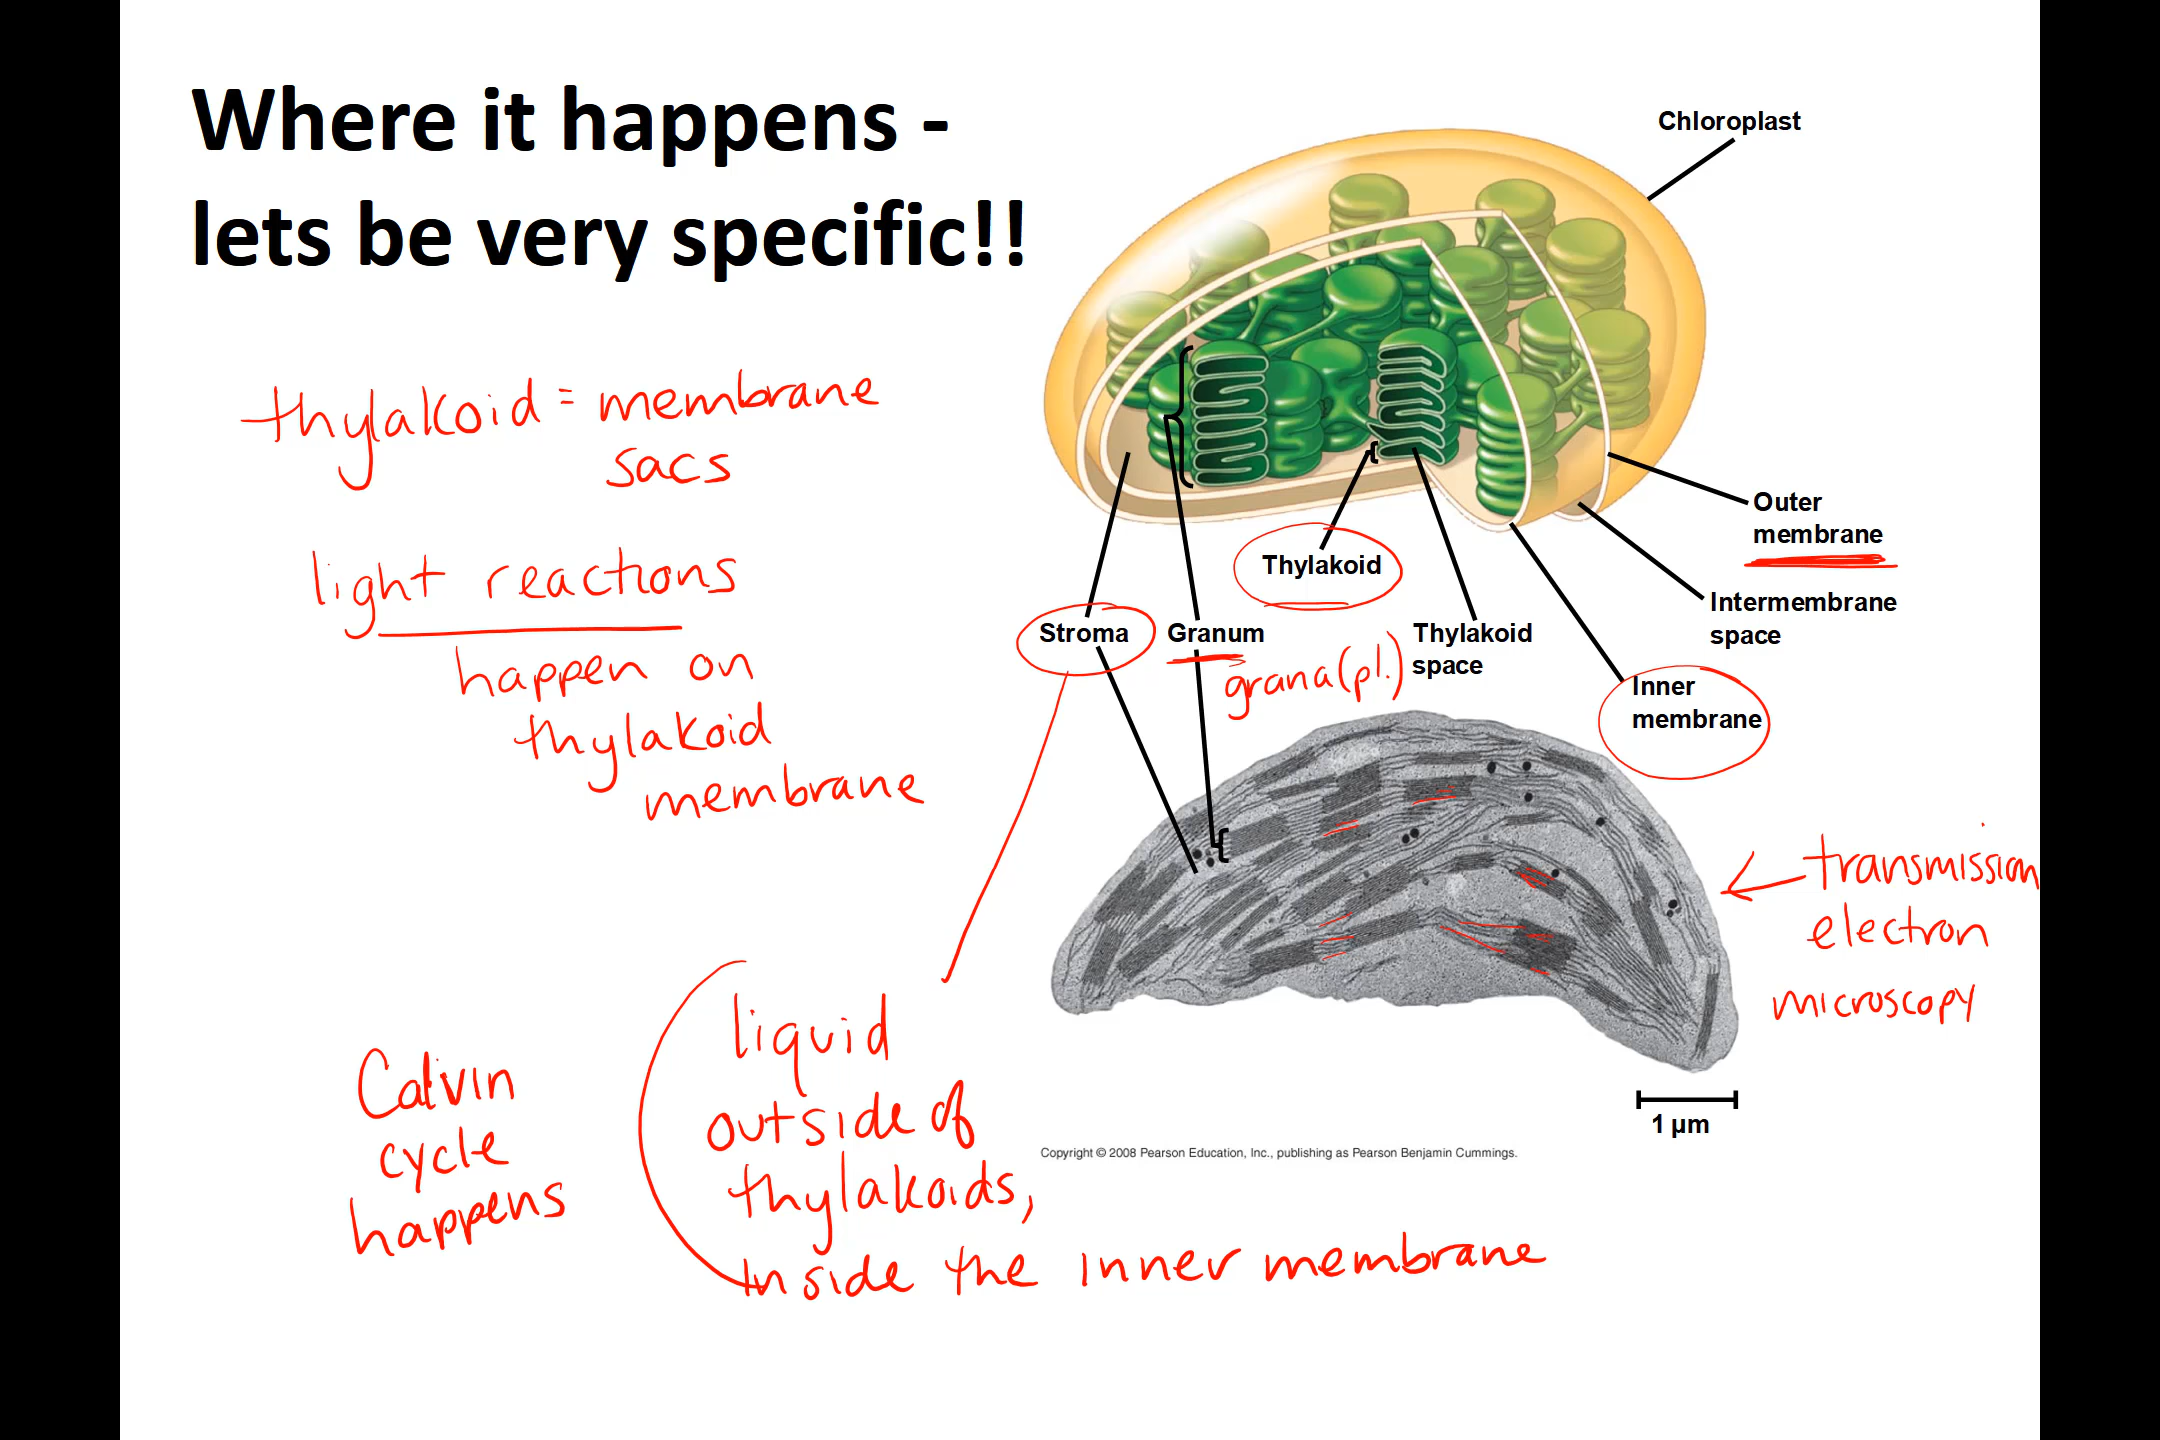 Where it happens -
lets be very specific!!
thylakoid = membrane
sacs
light reactions
happen on
thylakoid
membrane
Calvin
cycle
happens
liquid
outside of
thylakoids,
inside the inner membrane
Chloroplast
Outer
membrane
Intermembrane
space
Inner
membrane
Thylakoid
Stroma
Granum
grana (pl.)
Thylakoid
space
transmission
electron
microscopy
1 µm
Copyright © 2008 Pearson Education, Inc., publishing as Pearson Benjamin Cummings.